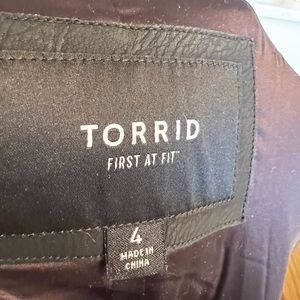 TORRID
FIRST AT FIT™
4
MADE IN
CHINA